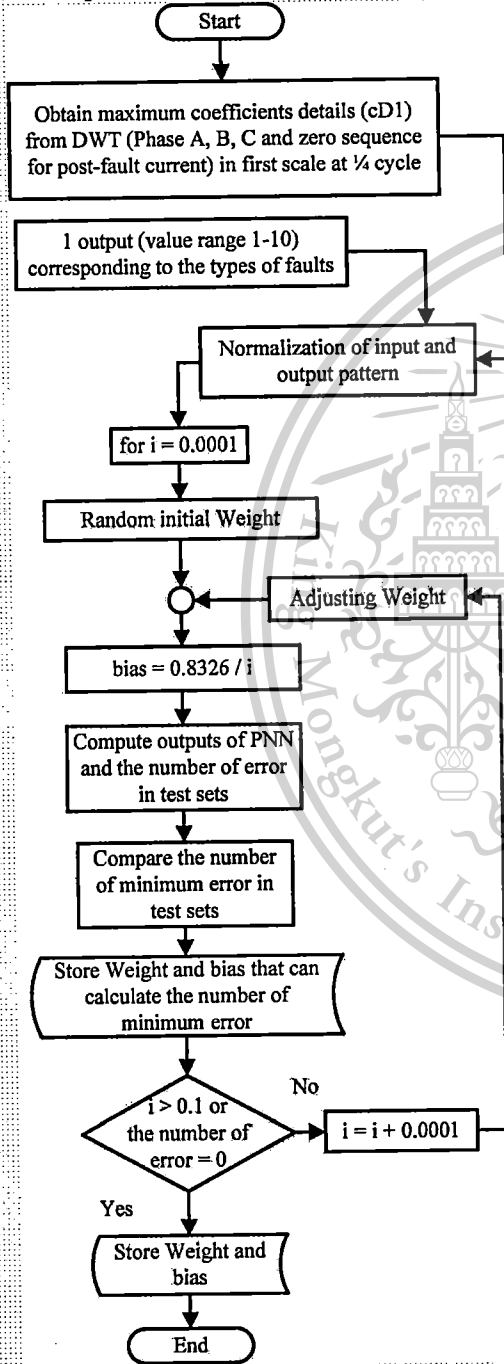 Start
Obtain maximum coefficients details (cD1)
from DWT (Phase A, B, C and zero sequence
for post-fault current) in first scale at ¼ cycle
1 output (value range 1-10)
corresponding to the types of faults
Normalization of input and
output pattern
for i = 0.0001
Random initial Weight
Adjusting Weight
bias = 0.8326 / i
Compute outputs of PNN
and the number of error
in test sets
Compare the number
of minimum error in
test sets
Store Weight and bias that can
calculate the number of
minimum error
i > 0.1 or
the number of
error = 0
No
i = i + 0.0001
Yes
Store Weight and
bias
End
King Mongkut's Ins